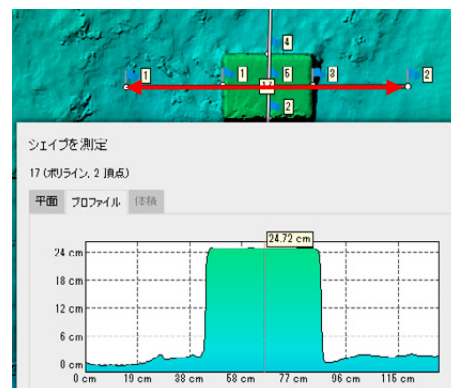 4
1
1
5
3
2
17
2
シェイプを測定
17 (ポリライン, 2 頂点)
平面 プロファイル 体積
24.72 cm
24 cm
18 cm
12 cm
6 cm
0 cm
0 cm 19 cm 38 cm 58 cm 77 cm 96 cm 115 cm